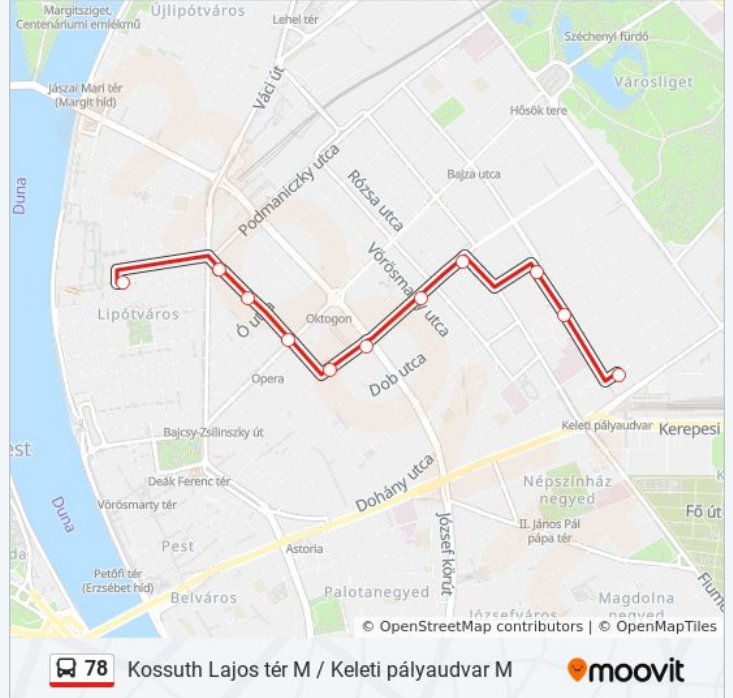 Margitsziget,
Centenáriumi emlékmű
Újlipótváros
Lehel tér
Széchenyi fürdő
Városliget
Jászai Mari tér
(Margit híd)
Váci út
Hősök tere
Podmaniczky utca
Rózsa utca
Bajza utca
Duna
Vörösmarty utca
Lipótváros
Ó utca
Oktogon
Opera
Dob utca
Bajcsy-Zsilinszky út
Keleti pályaudvar
Kerepesi
est
Deák Ferenc tér
Dohány utca
Népszínház
negyed
Fő út
Vörösmarty tér
Duna
Pest
Astoria
József körút
II. János Pál
pápa tér
Petőfi tér
(Erzsébet híd)
Belváros
Palotanegyed
Józsefváros
Magdolna
negyed
Fiume
© OpenStreetMap contributors | © OpenMapTiles
78 Kossuth Lajos tér M / Keleti pályaudvar M
moovit